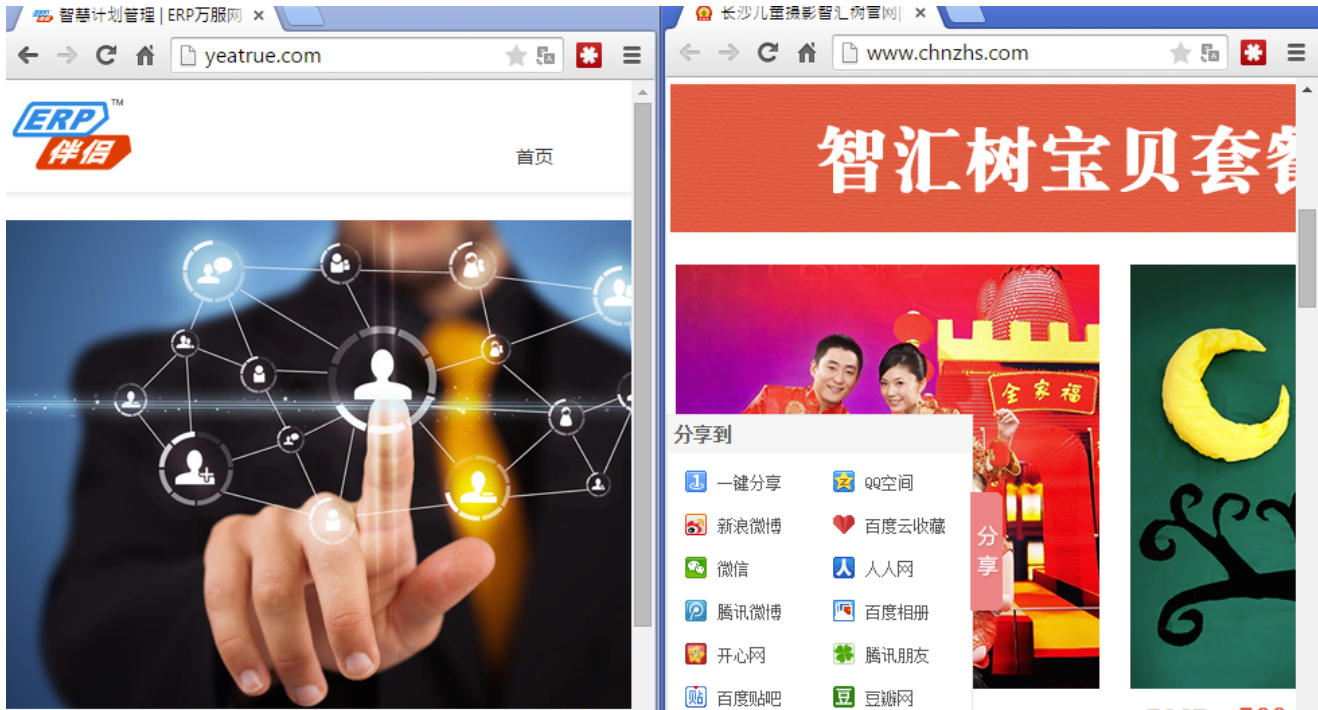 智慧计划管理 | ERP万服网
yeatrue.com
ERP
TM
伴侣
首页
长沙儿童摄影智汇树官网
www.chnzhs.com
智汇树宝贝套餐
全家福
分享到
一键分享
QQ空间
新浪微博
百度云收藏
微信
人人网
腾讯微博
百度相册
开心网
腾讯朋友
百度贴吧
豆瓣网
分享